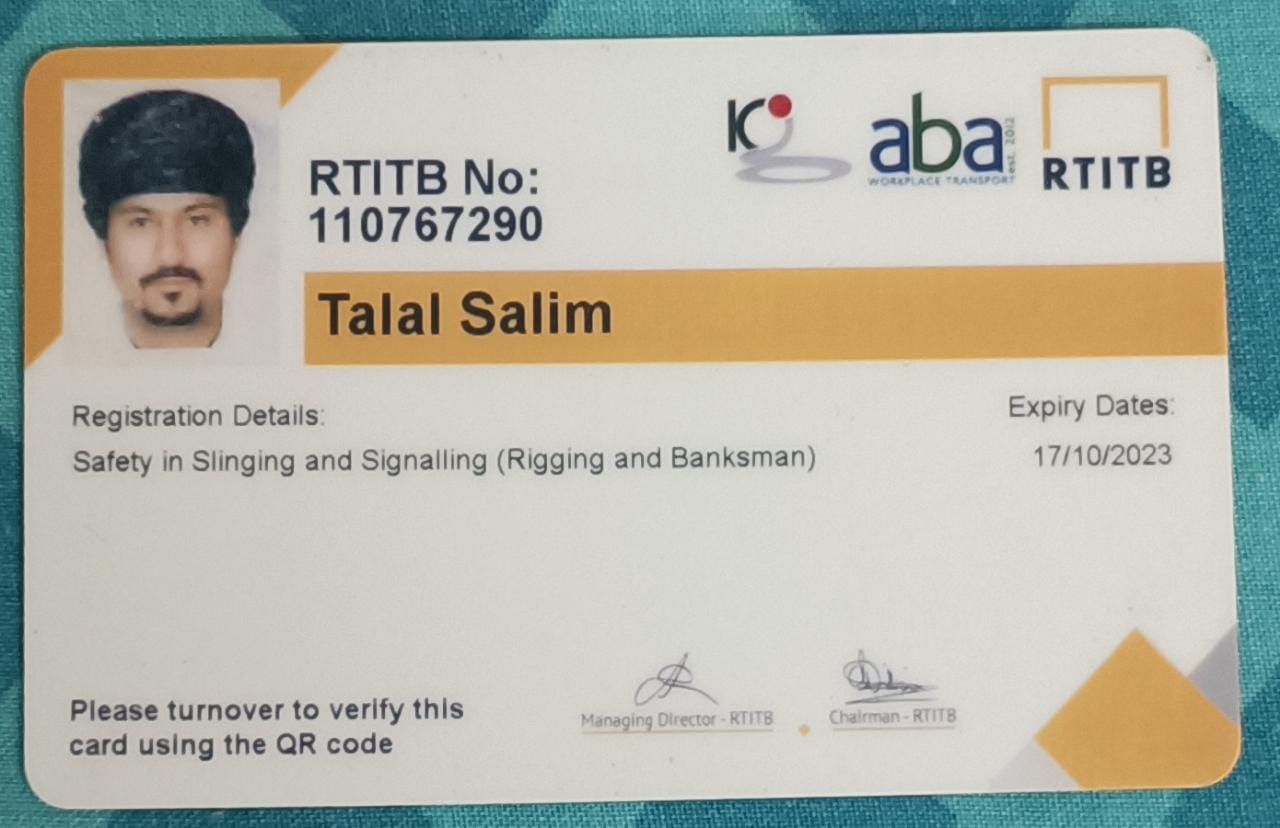 RTITB No:
110767290
K
aba
WORKPLACE TRANSPORT
est. 2012
RTITB
Talal Salim
Registration Details:
Expiry Dates:
Safety in Slinging and Signalling (Rigging and Banksman)
17/10/2023
Please turnover to verify this
card using the QR code
Managing Director - RTITB
Chairman - RTITB